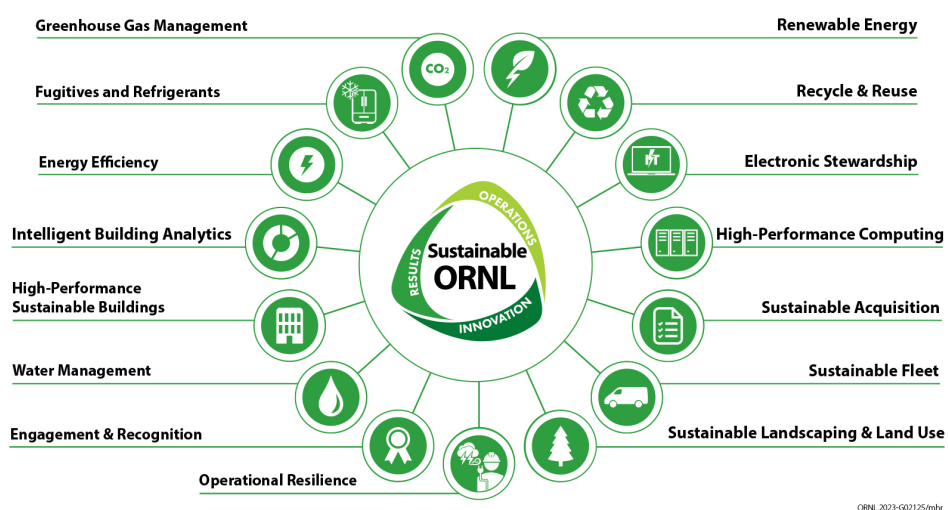 Greenhouse Gas Management
Renewable Energy
Fugitives and Refrigerants
Recycle & Reuse
Energy Efficiency
Electronic Stewardship
Intelligent Building Analytics
High-Performance Computing
High-Performance
Sustainable Buildings
Sustainable Acquisition
Water Management
Sustainable Fleet
Engagement & Recognition
Sustainable Landscaping & Land Use
Operational Resilience
CO₂
RESULTS
OPERATIONS
INNOVATION
Sustainable
ORNL
ORNL 2023-G02125/mhr